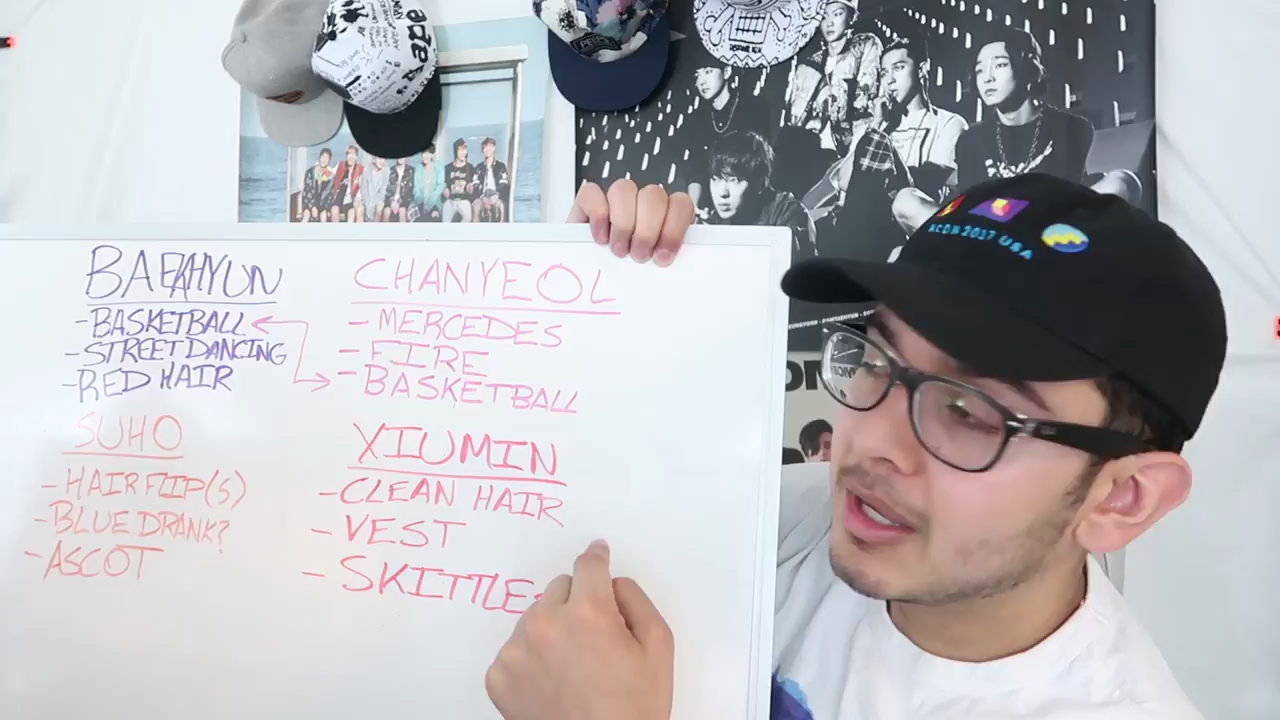 BAEKHYUN
-BASKETBALL
-STREET DANCING
-RED HAIR
CHANYEOL
- MERCEDES
- FIRE
- BASKETBALL
SUHO
- HAIR FLIP(S)
- BLUE DRANK?
- ASCOT
XIUMIN
- CLEAN HAIR
- VEST
- SKITTLES
KCON 2017 USA